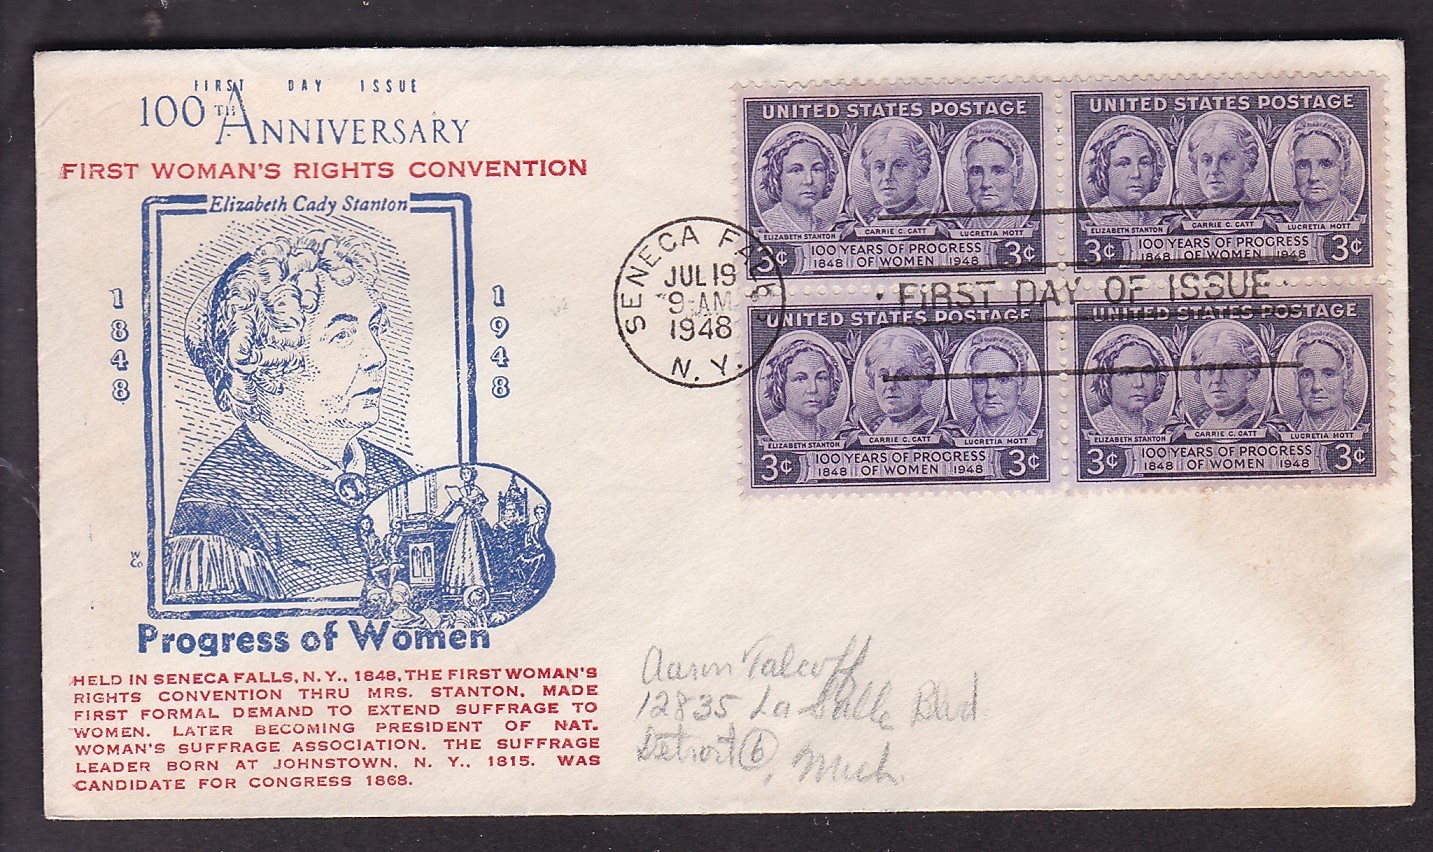 FIRST DAY ISSUE
100TH ANNIVERSARY
FIRST WOMAN'S RIGHTS CONVENTION
Elizabeth Cady Stanton
1848
1948
W Co
Progress of Women
HELD IN SENECA FALLS, N. Y., 1848, THE FIRST WOMAN'S
RIGHTS CONVENTION THRU MRS. STANTON, MADE
FIRST FORMAL DEMAND TO EXTEND SUFFRAGE TO
WOMEN. LATER BECOMING PRESIDENT OF NAT.
WOMAN'S SUFFRAGE ASSOCIATION. THE SUFFRAGE
LEADER BORN AT JOHNSTOWN, N. Y., 1815. WAS
CANDIDATE FOR CONGRESS 1868.
SENECA FALLS
JUL 19
9 AM
1948
N. Y.
FIRST DAY OF ISSUE
UNITED STATES POSTAGE
ELIZABETH STANTON CARRIE C. CATT LUCRETIA MOTT
3¢ 100 YEARS OF PROGRESS 3¢
1848 OF WOMEN 1948
UNITED STATES POSTAGE
ELIZABETH STANTON CARRIE C. CATT LUCRETIA MOTT
3¢ 100 YEARS OF PROGRESS 3¢
1848 OF WOMEN 1948
UNITED STATES POSTAGE
ELIZABETH STANTON CARRIE C. CATT LUCRETIA MOTT
3¢ 100 YEARS OF PROGRESS 3¢
1848 OF WOMEN 1948
UNITED STATES POSTAGE
ELIZABETH STANTON CARRIE C. CATT LUCRETIA MOTT
3¢ 100 YEARS OF PROGRESS 3¢
1848 OF WOMEN 1948
Aaron Talcoff
12835 La Salle Blvd
Detroit 6, Mich.